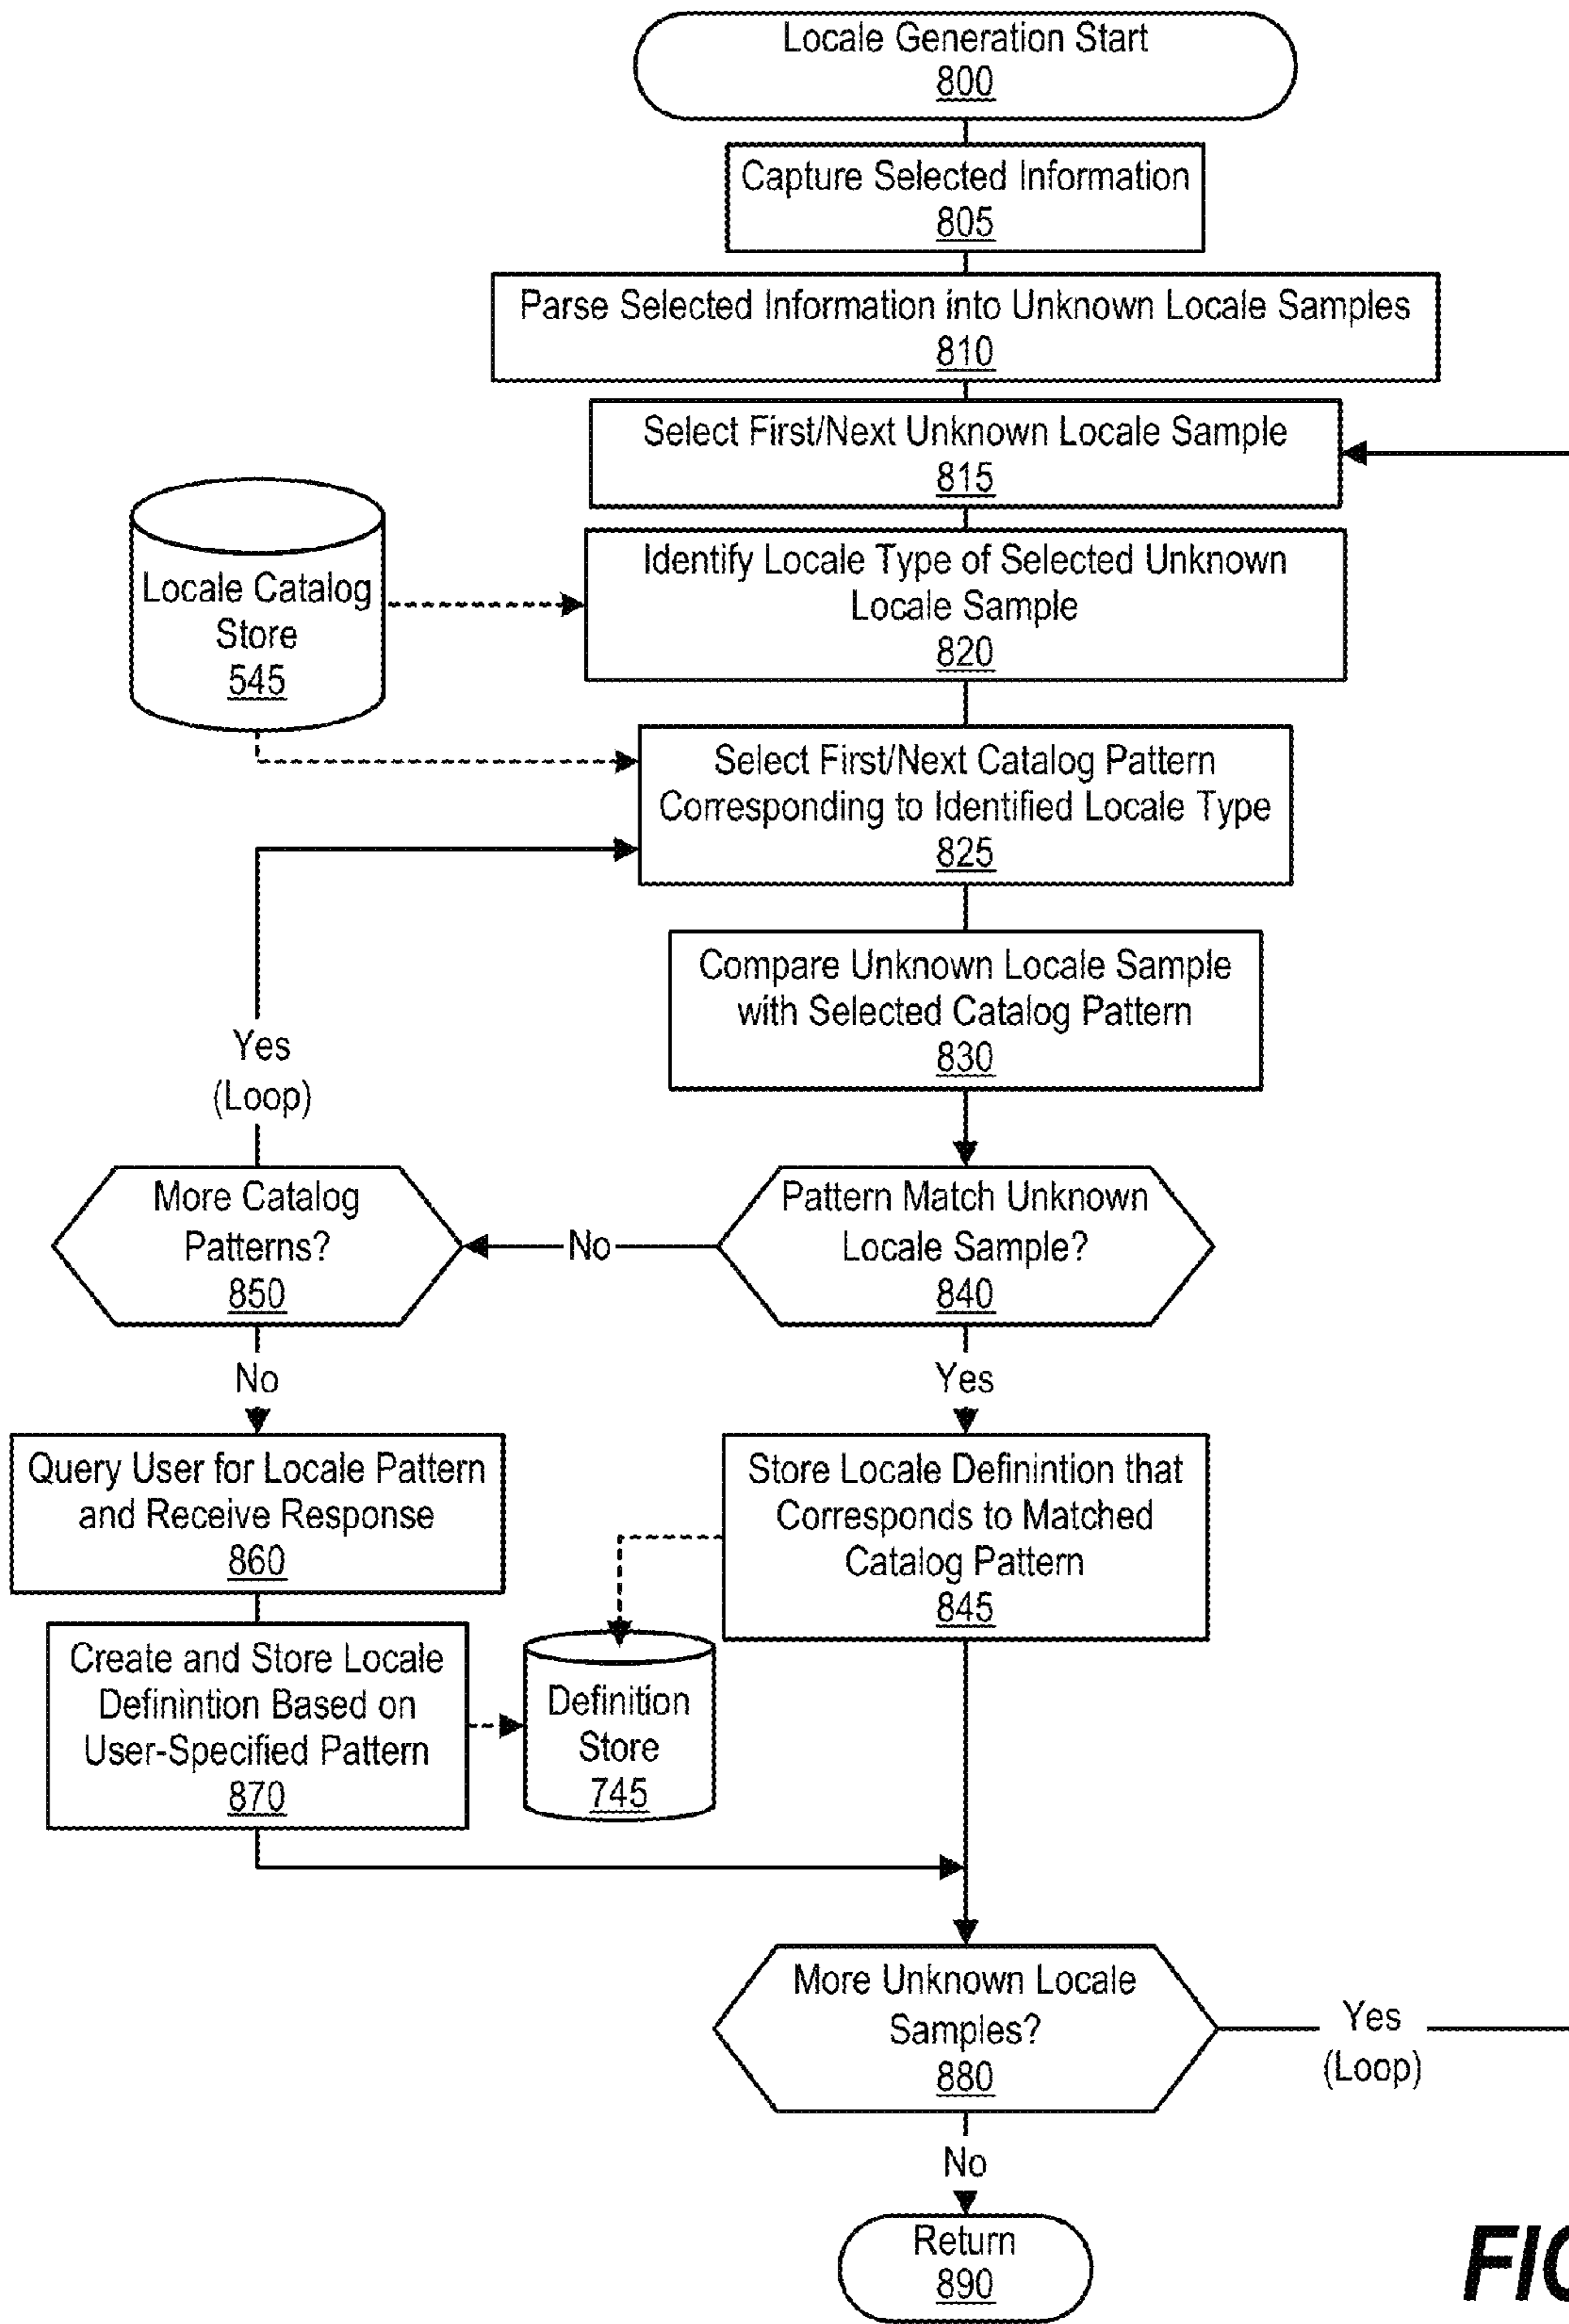 Locale Generation Start
800
Capture Selected Information
805
Parse Selected Information into Unknown Locale Samples
810
Select First/Next Unknown Locale Sample
815
Locale Catalog
Store
545
Identify Locale Type of Selected Unknown
Locale Sample
820
Select First/Next Catalog Pattern
Corresponding to Identified Locale Type
825
Compare Unknown Locale Sample
with Selected Catalog Pattern
830
Yes
(Loop)
More Catalog
Patterns?
850
No
Pattern Match Unknown
Locale Sample?
840
No
Yes
Query User for Locale Pattern
and Receive Response
860
Store Locale Definintion that
Corresponds to Matched
Catalog Pattern
845
Create and Store Locale
Definintion Based on
User-Specified Pattern
870
Definition
Store
745
More Unknown Locale
Samples?
880
Yes
(Loop)
No
Return
890